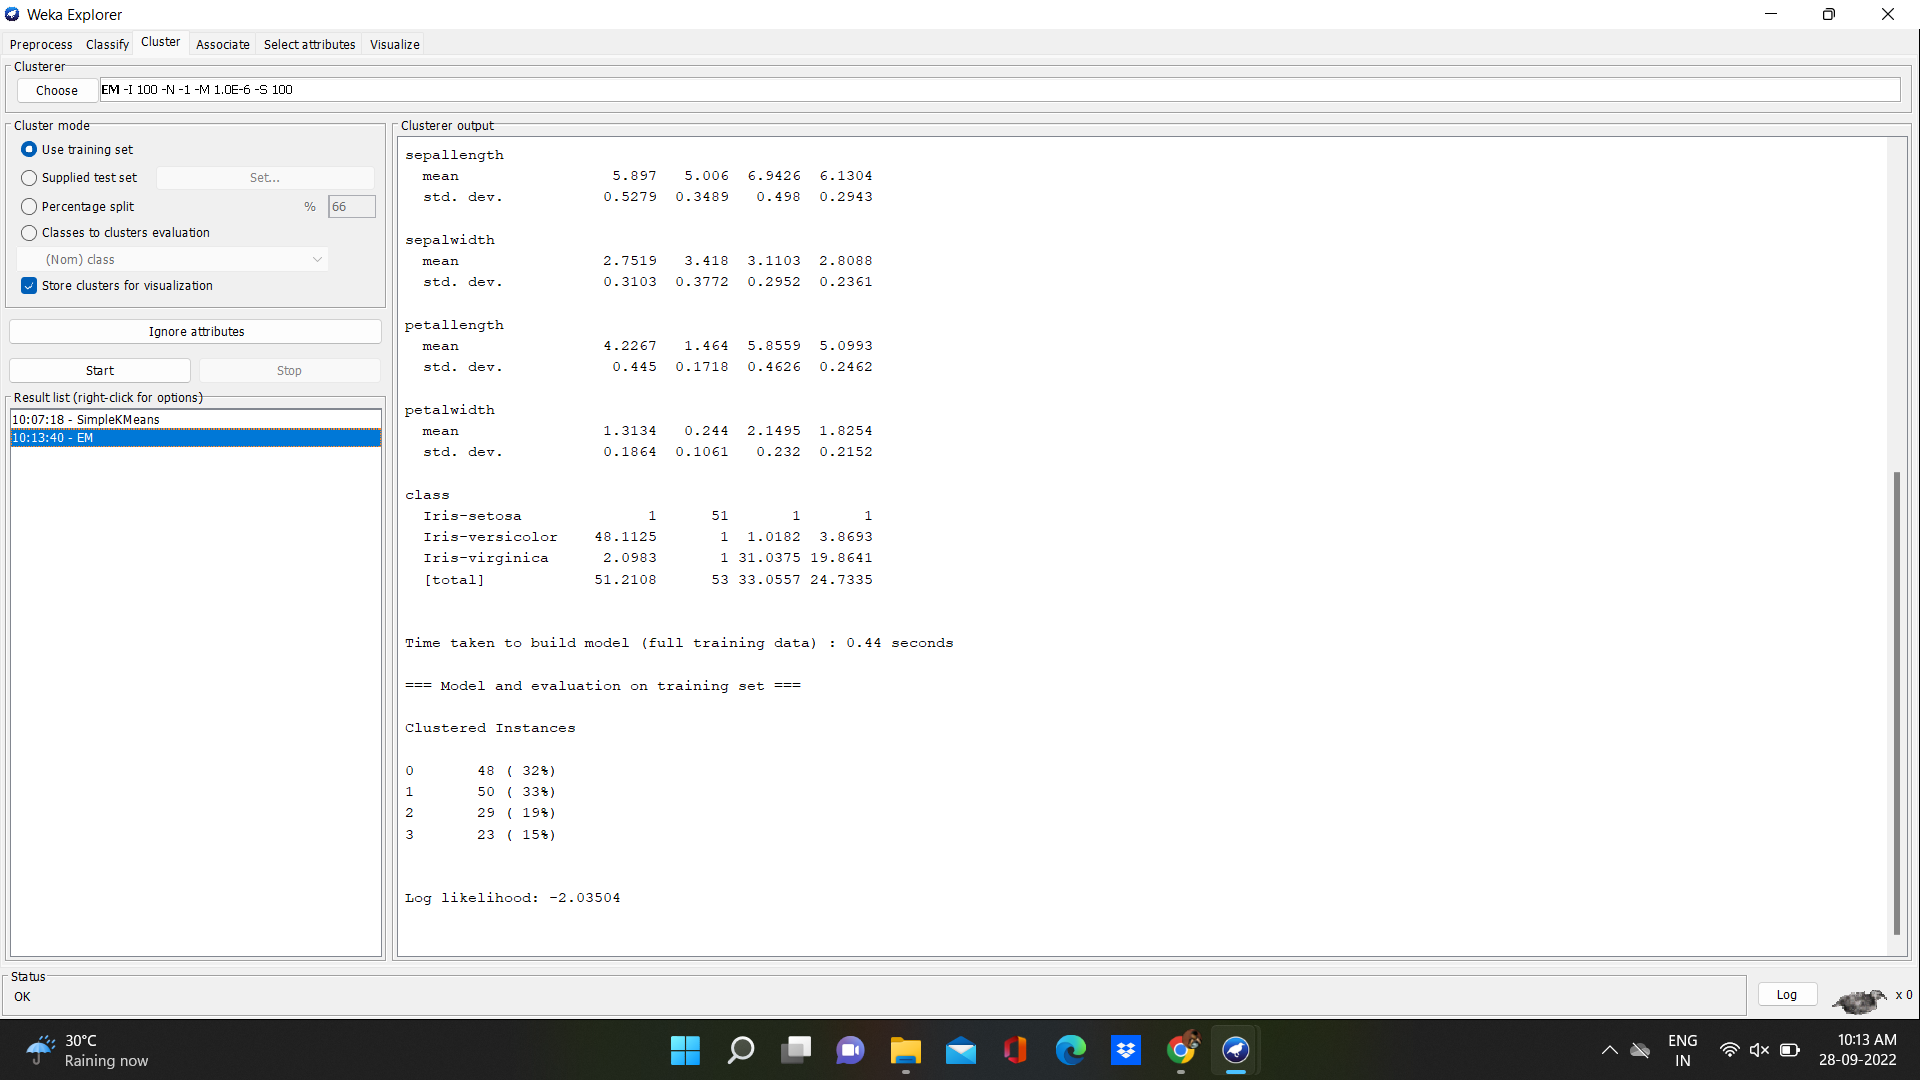 Weka Explorer
Preprocess Classify Cluster Associate Select attributes Visualize
Clusterer
Choose EM -I 100 -N -1 -M 1.0E-6 -S 100
Cluster mode
Use training set
Supplied test set Set...
Percentage split % 66
Classes to clusters evaluation
(Nom) class
Store clusters for visualization
Ignore attributes
Start Stop
Result list (right-click for options)
10:07:18 - SimpleKMeans
10:13:40 - EM
Clusterer output
sepallength
mean 5.897 5.006 6.9426 6.1304
std. dev. 0.5279 0.3489 0.498 0.2943
sepalwidth
mean 2.7519 3.418 3.1103 2.8088
std. dev. 0.3103 0.3772 0.2952 0.2361
petallength
mean 4.2267 1.464 5.8559 5.0993
std. dev. 0.445 0.1718 0.4626 0.2462
petalwidth
mean 1.3134 0.244 2.1495 1.8254
std. dev. 0.1864 0.1061 0.232 0.2152
class
Iris-setosa 1 51 1 1
Iris-versicolor 48.1125 1 1.0182 3.8693
Iris-virginica 2.0983 1 31.0375 19.8641
[total] 51.2108 53 33.0557 24.7335
Time taken to build model (full training data) : 0.44 seconds
=== Model and evaluation on training set ===
Clustered Instances
0 48 ( 32%)
1 50 ( 33%)
2 29 ( 19%)
3 23 ( 15%)
Log likelihood: -2.03504
Status
OK
Log x 0
30°C
Raining now
ENG
IN
10:13 AM
28-09-2022